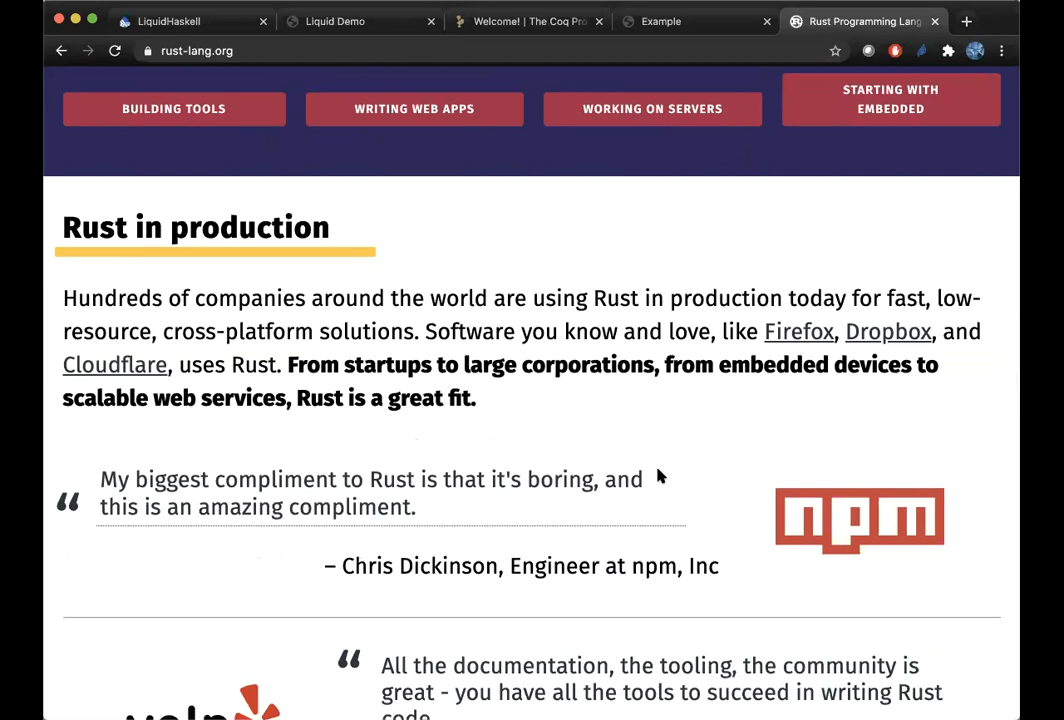 LiquidHaskell
Liquid Demo
Welcome! | The Coq Pro
Example
Rust Programming Lang
rust-lang.org
BUILDING TOOLS
WRITING WEB APPS
WORKING ON SERVERS
STARTING WITH
EMBEDDED
Rust in production
Hundreds of companies around the world are using Rust in production today for fast, low-
resource, cross-platform solutions. Software you know and love, like Firefox, Dropbox, and
Cloudflare, uses Rust. From startups to large corporations, from embedded devices to
scalable web services, Rust is a great fit.
“ My biggest compliment to Rust is that it's boring, and
this is an amazing compliment.
npm
– Chris Dickinson, Engineer at npm, Inc
“ All the documentation, the tooling, the community is
great - you have all the tools to succeed in writing Rust
code.
yelp